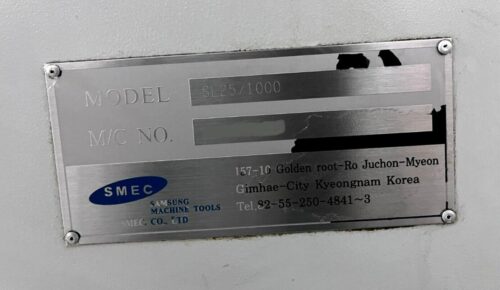 MODEL SL25/1000
M/C NO.
SMEC
SAMSUNG
MACHINE TOOLS
SMEC. CO., LTD
157-10 Golden root-Ro Juchon-Myeon
Gimhae-City Kyeongnam Korea
Tel.82-55-250-4841~3